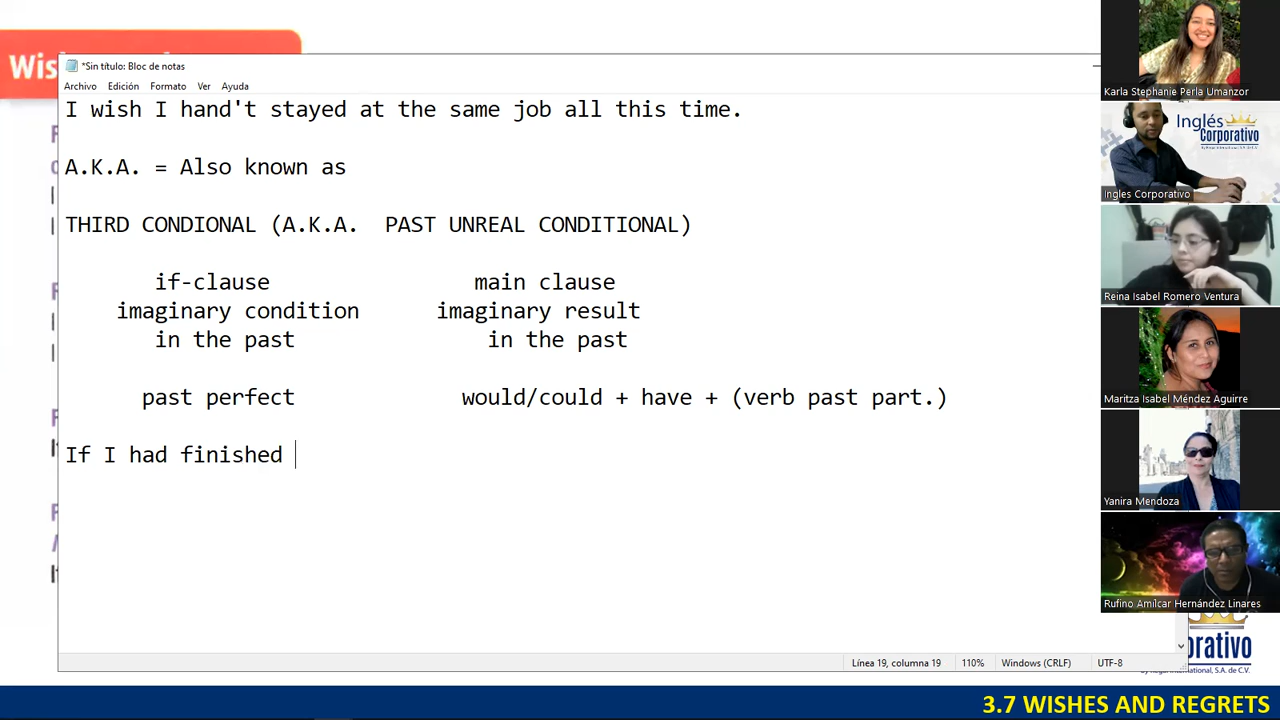 Wis
*Sin título: Bloc de notas
Archivo Edición Formato Ver Ayuda
I wish I hand't stayed at the same job all this time.
A.K.A. = Also known as
THIRD CONDIONAL (A.K.A. PAST UNREAL CONDITIONAL)
if-clause main clause
imaginary condition imaginary result
in the past in the past
past perfect would/could + have + (verb past part.)
If I had finished
Línea 19, columna 19 110% Windows (CRLF) UTF-8
Karla Stephanie Perla Umanzor
Inglés
Corporativo
Ingles Corporativo
Reina Isabel Romero Ventura
Maritza Isabel Méndez Aguirre
Yanira Mendoza
Rufino Amílcar Hernández Linares
orativo
International, S.A. de C.V.
3.7 WISHES AND REGRETS